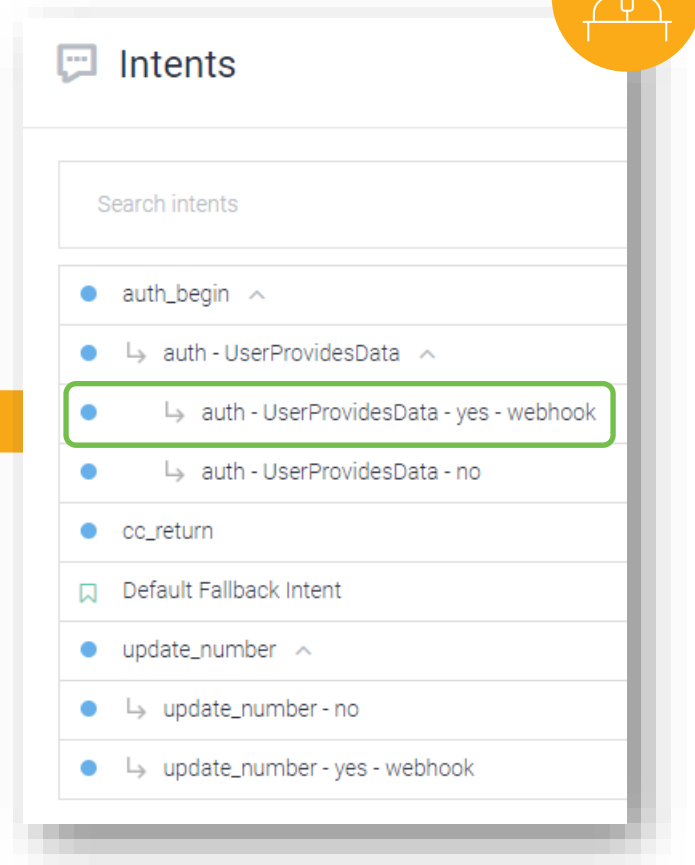 Intents
Search intents
auth_begin
auth - UserProvidesData
auth - UserProvidesData - yes - webhook
auth - UserProvidesData - no
cc_return
Default Fallback Intent
update_number
update_number - no
update_number - yes - webhook